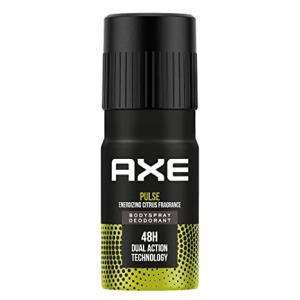 AXE
PULSE
ENERGIZING CITRUS FRAGRANCE
BODYSPRAY
DEODORANT
48H
DUAL ACTION
TECHNOLOGY